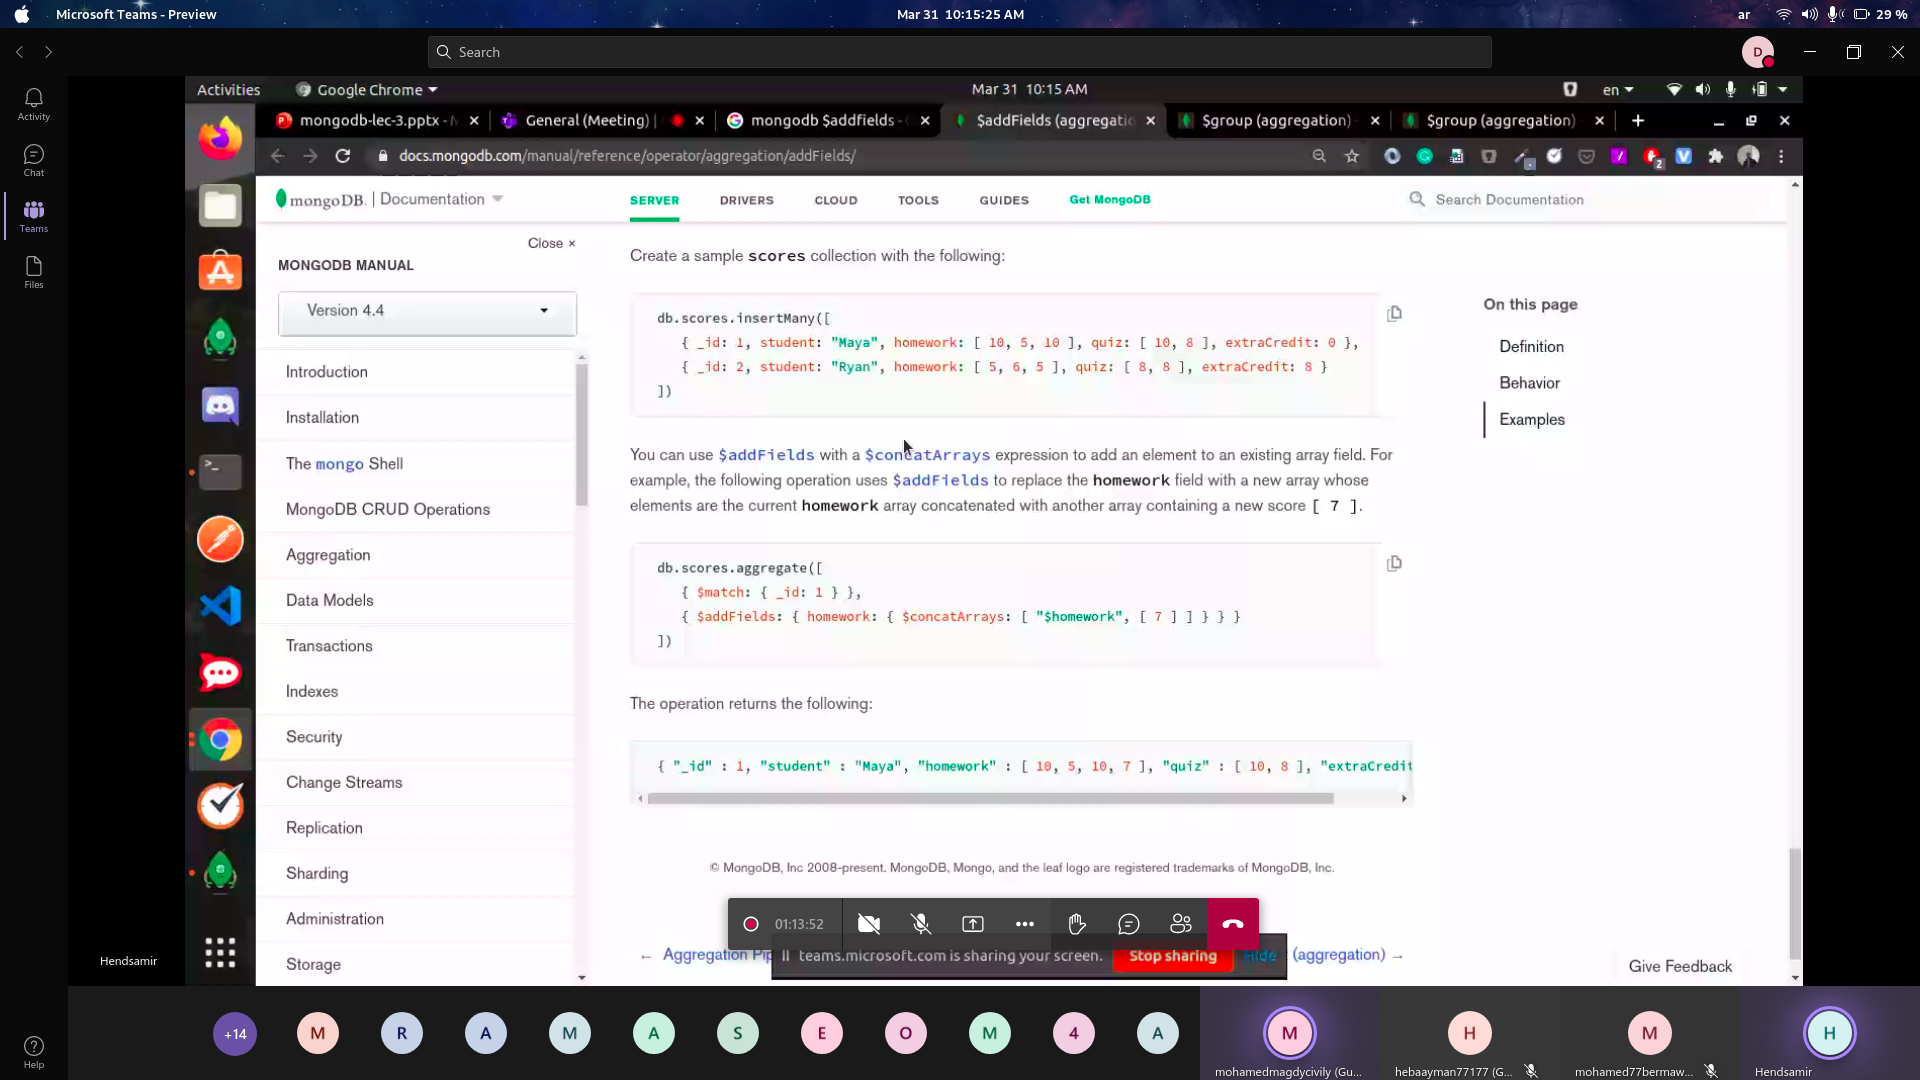 Microsoft Teams - Preview
Mar 31 10:15:25 AM
ar
29 %
Search
D
Activity
Chat
Teams
Files
Help
Activities
Google Chrome
Mar 31 10:15 AM
en
mongodb-lec-3.pptx - M
General (Meeting) |
mongodb $addfields - G
$addFields (aggregatio
$group (aggregation)
$group (aggregation)
docs.mongodb.com/manual/reference/operator/aggregation/addFields/
2
mongoDB. | Documentation
SERVER
DRIVERS
CLOUD
TOOLS
GUIDES
Get MongoDB
Search Documentation
Close ×
MONGODB MANUAL
Version 4.4
Introduction
Installation
The mongo Shell
MongoDB CRUD Operations
Aggregation
Data Models
Transactions
Indexes
Security
Change Streams
Replication
Sharding
Administration
Storage
Create a sample scores collection with the following:
db.scores.insertMany([
{ _id: 1, student: "Maya", homework: [ 10, 5, 10 ], quiz: [ 10, 8 ], extraCredit: 0 },
{ _id: 2, student: "Ryan", homework: [ 5, 6, 5 ], quiz: [ 8, 8 ], extraCredit: 8 }
])
You can use $addFields with a $concatArrays expression to add an element to an existing array field. For
example, the following operation uses $addFields to replace the homework field with a new array whose
elements are the current homework array concatenated with another array containing a new score [ 7 ].
db.scores.aggregate([
{ $match: { _id: 1 } },
{ $addFields: { homework: { $concatArrays: [ "$homework", [ 7 ] ] } } }
])
The operation returns the following:
{ "_id" : 1, "student" : "Maya", "homework" : [ 10, 5, 10, 7 ], "quiz" : [ 10, 8 ], "extraCredit
© MongoDB, Inc 2008-present. MongoDB, Mongo, and the leaf logo are registered trademarks of MongoDB, Inc.
On this page
Definition
Behavior
Examples
01:13:52
← Aggregation Pip
teams.microsoft.com is sharing your screen.
Stop sharing
Hide
(aggregation) →
Give Feedback
Hendsamir
+14
M
R
A
M
A
S
E
O
M
4
A
M
H
M
H
mohamedmagdycivily (Gu...
hebaayman77177 (G...
mohamed77bermaw...
Hendsamir